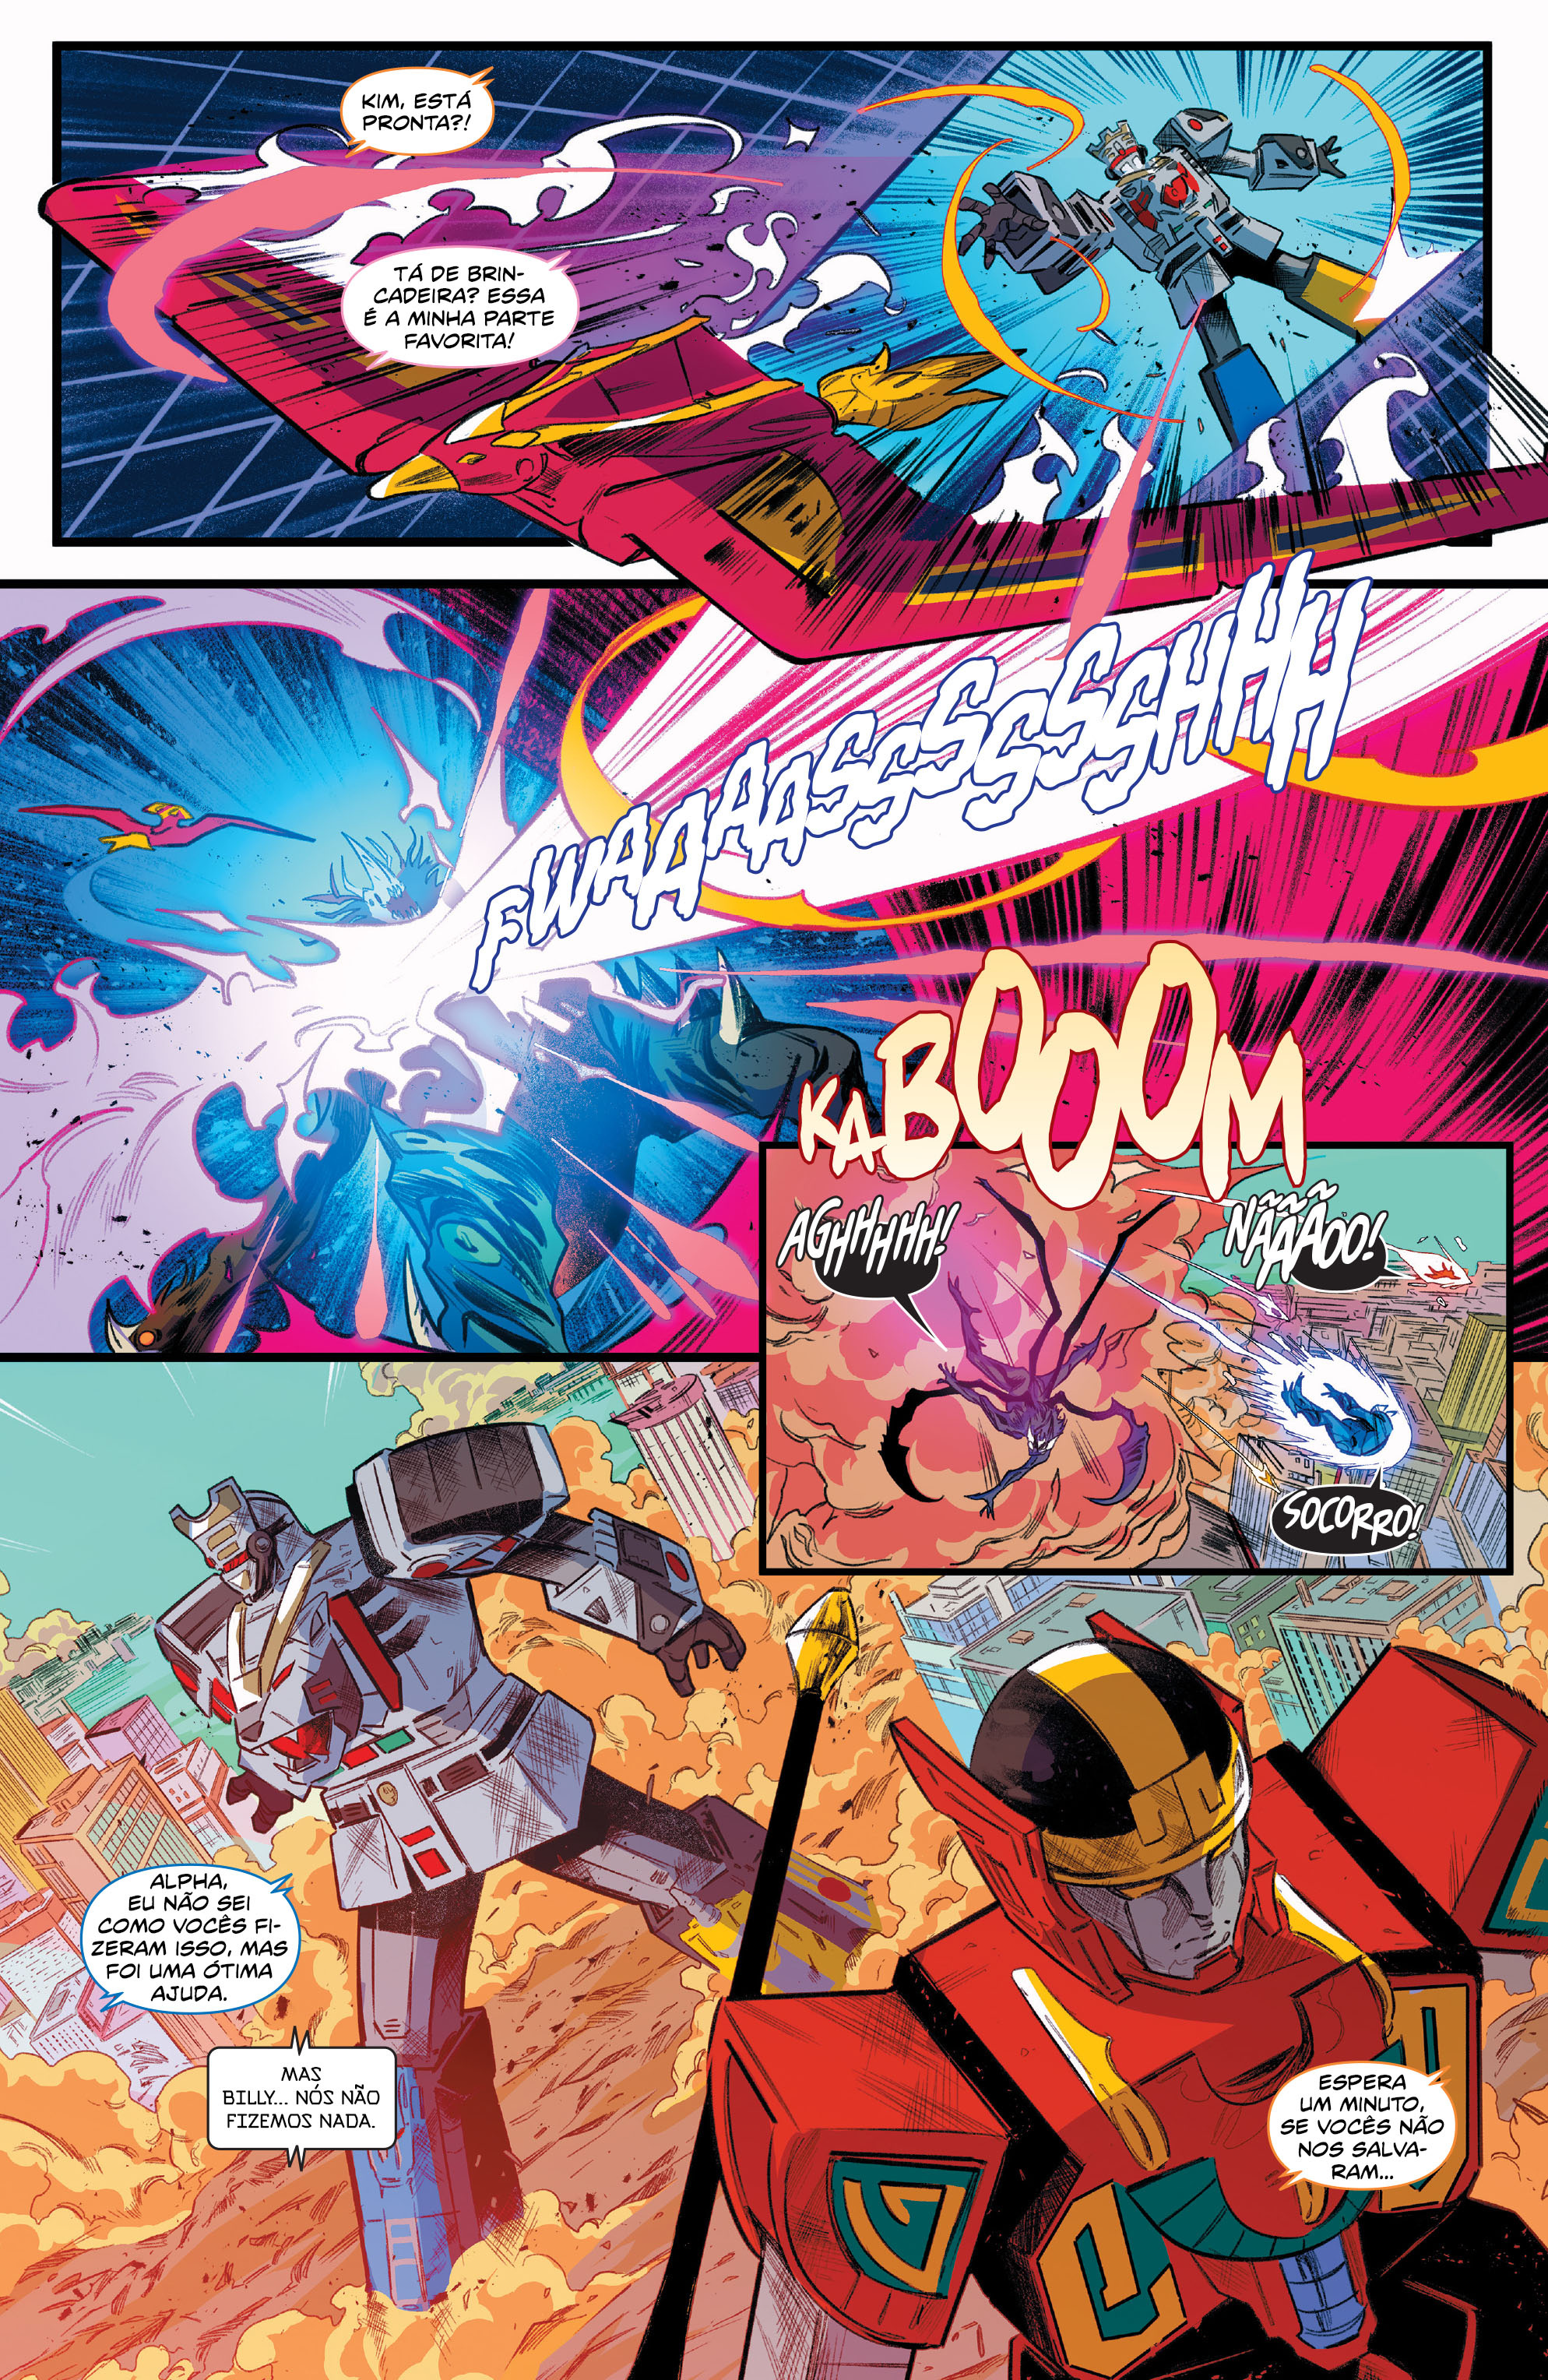 KIM, ESTÁ
PRONTA?!
TÁ DE BRIN-
CADEIRA? ESSA
É A MINHA PARTE
FAVORITA!
FWAAAAASSSSSSHHHH
KABOOOM
AGHHHHH!
NÃÃÃOO!
SOCORRO!
ALPHA,
EU NÃO SEI
COMO VOCÊS FI-
ZERAM ISSO, MAS
FOI UMA ÓTIMA
AJUDA.
MAS
BILLY... NÓS NÃO
FIZEMOS NADA.
ESPERA
UM MINUTO,
SE VOCÊS NÃO
NOS SALVA-
RAM...